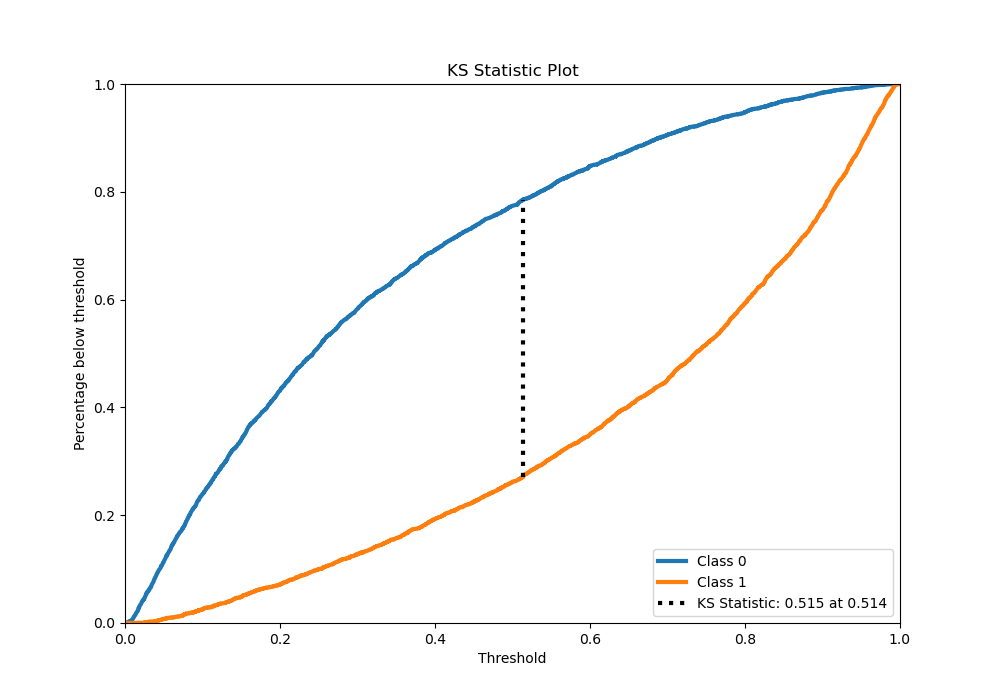 KS Statistic Plot
1.0
0.8
0.6
0.4
0.2
0.0
Percentage below threshold
0.0 0.2 0.4 0.6 0.8 1.0
Threshold
Class 0
Class 1
KS Statistic: 0.515 at 0.514